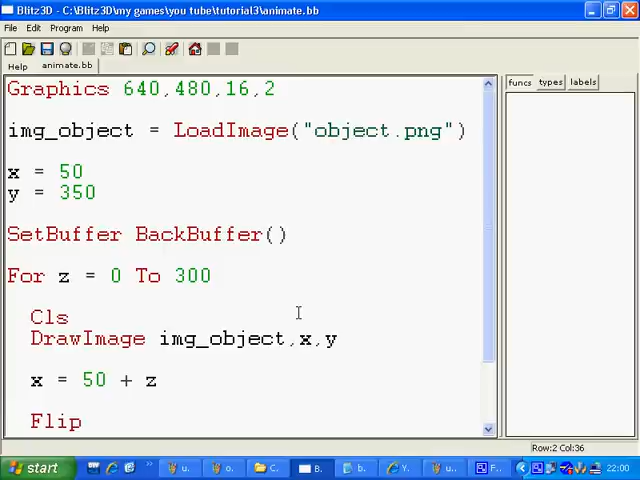 Blitz3D - C:\Blitz3D\my games\you tube\tutorial3\animate.bb
File Edit Program Help
Help animate.bb
funcs types labels
Graphics 640,480,16,2
img_object = LoadImage("object.png")
x = 50
y = 350
SetBuffer BackBuffer()
For z = 0 To 300
Cls
DrawImage img_object,x,y
x = 50 + z
Flip
Row:2 Col:36
start u.. o.. C.. B. b.. Y.. u.. F.. 22:00